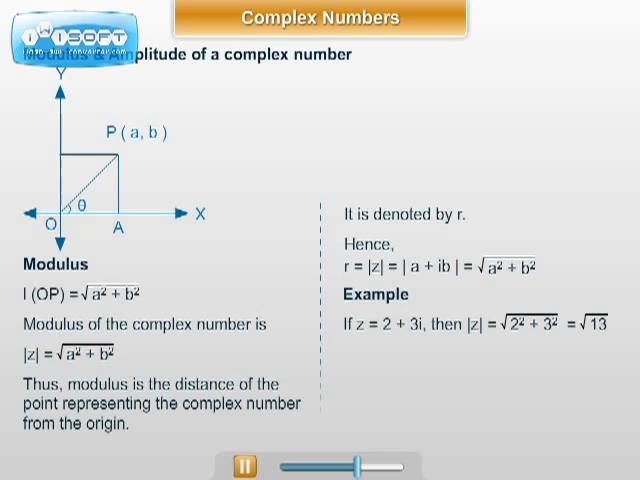 Complex Numbers
Modulus & Amplitude of a complex number
Y
P ( a, b )
θ
X
O
A
Modulus
l (OP) = √a² + b²
Modulus of the complex number is
|z| = √a² + b²
Thus, modulus is the distance of the
point representing the complex number
from the origin.
It is denoted by r.
Hence,
r = |z| = | a + ib | = √a² + b²
Example
If z = 2 + 3i, then |z| = √2² + 3² = √13